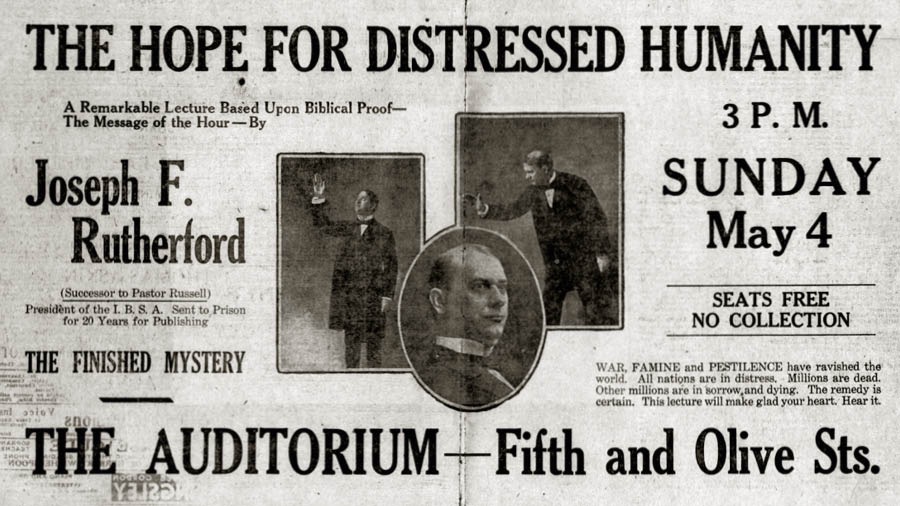 THE HOPE FOR DISTRESSED HUMANITY
A Remarkable Lecture Based Upon Biblical Proof—
The Message of the Hour—By
Joseph F.
Rutherford
(Successor to Pastor Russell)
President of the I. B. S. A. Sent to Prison
for 20 Years for Publishing
THE FINISHED MYSTERY
3 P. M.
SUNDAY
May 4
SEATS FREE
NO COLLECTION
WAR, FAMINE and PESTILENCE have ravished the
world. All nations are in distress. Millions are dead.
Other millions are in sorrow and dying. The remedy is
certain. This lecture will make glad your heart. Hear it.
THE AUDITORIUM—Fifth and Olive Sts.